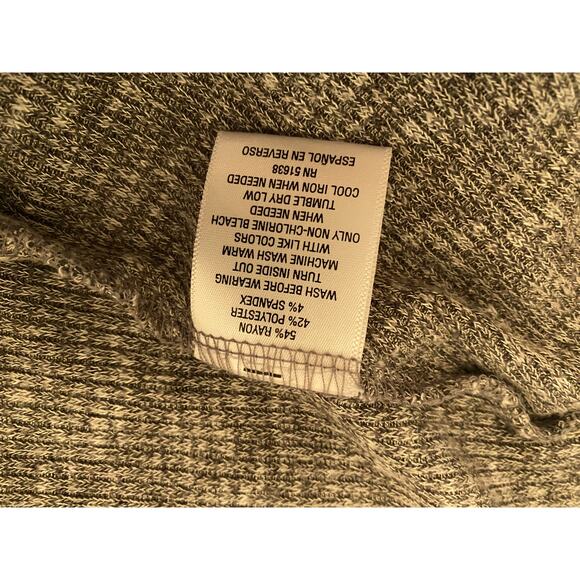 54% RAYON
42% POLYESTER
4% SPANDEX
WASH BEFORE WEARING
TURN INSIDE OUT
MACHINE WASH WARM
WITH LIKE COLORS
ONLY NON-CHLORINE BLEACH
WHEN NEEDED
TUMBLE DRY LOW
COOL IRON WHEN NEEDED
RN 51638
ESPAÑOL EN REVERSO